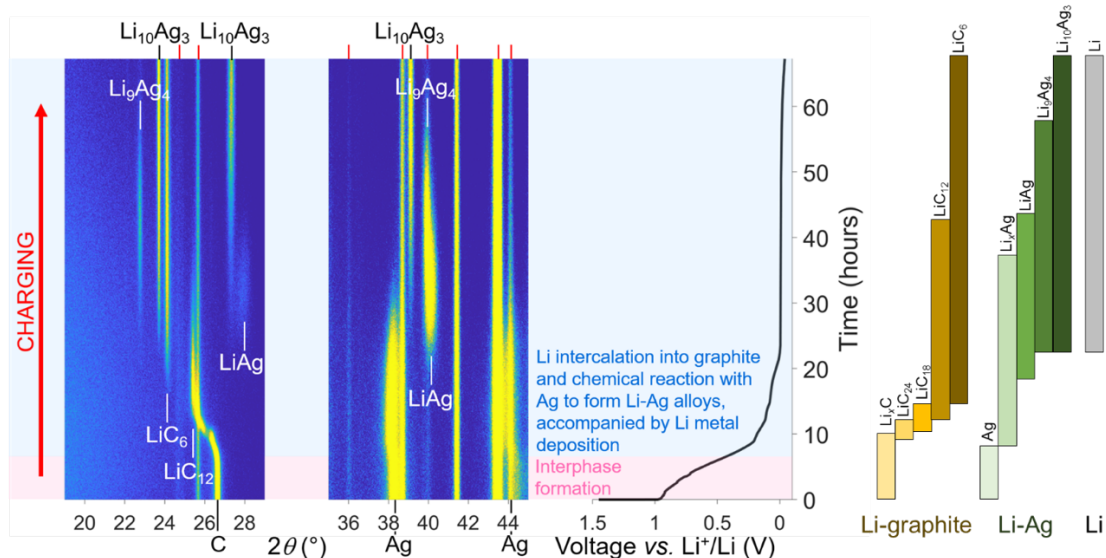 Li₁₀Ag₃ Li₁₀Ag₃
Li₁₀Ag₃
Li₉Ag₄
Li₉Ag₄
CHARGING
LiAg
LiAg
LiC₆
LiC₁₂
20 22 24 26 28
C
2θ (°)
36 38 40 42 44
Ag
Ag
Li intercalation into graphite
and chemical reaction with
Ag to form Li-Ag alloys,
accompanied by Li metal
deposition
Interphase
formation
1.5 1 0.5 0
Voltage vs. Li⁺/Li (V)
60
50
40
30
20
10
0
Time (hours)
LiₓC
LiC₂₄
LiC₁₈
LiC₁₂
LiC₆
Li-graphite
Ag
LiₓAg
LiAg
Li₉Ag₄
Li₁₀Ag₃
Li-Ag
Li
Li